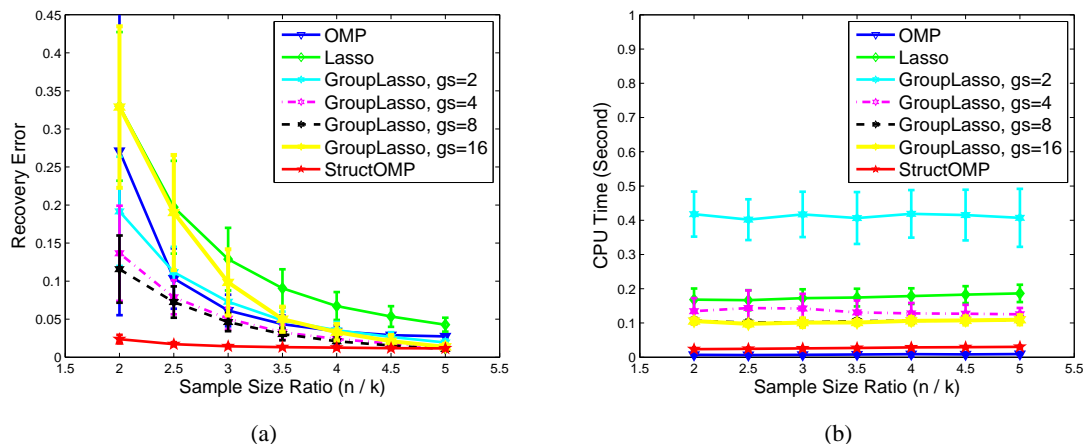 0.45
0.4
0.35
0.3
0.25
0.2
0.15
0.1
0.05
0
1.5 2 2.5 3 3.5 4 4.5 5 5.5
Recovery Error
Sample Size Ratio (n / k)
OMP
Lasso
GroupLasso, gs=2
GroupLasso, gs=4
GroupLasso, gs=8
GroupLasso, gs=16
StructOMP
(a)
1
0.9
0.8
0.7
0.6
0.5
0.4
0.3
0.2
0.1
0
1.5 2 2.5 3 3.5 4 4.5 5 5.5
CPU Time (Second)
Sample Size Ratio (n / k)
OMP
Lasso
GroupLasso, gs=2
GroupLasso, gs=4
GroupLasso, gs=8
GroupLasso, gs=16
StructOMP
(b)